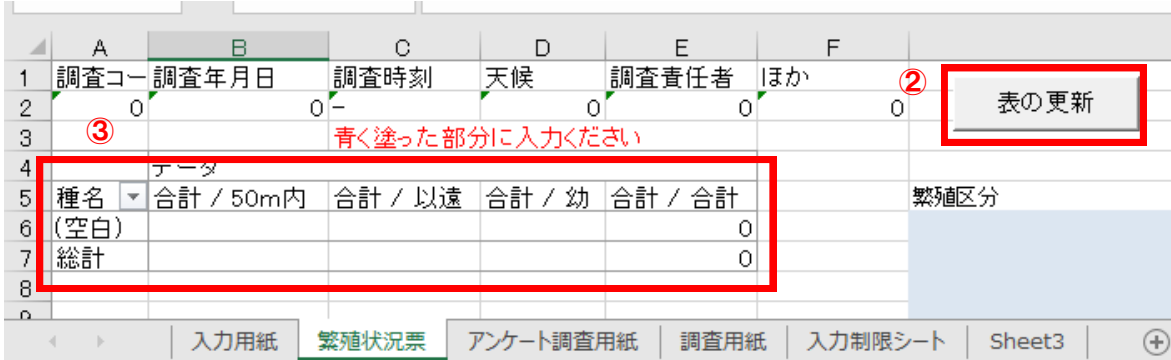 A B C D E F
1 調査コー 調査年月日 調査時刻 天候 調査責任者 ほか
2 0 0 - 0 0 0 ② 表の更新
3 ③ 青く塗った部分に入力ください
4 データ
5 種名 合計 / 50m内 合計 / 以遠 合計 / 幼 合計 / 合計 繁殖区分
6 (空白) 0
7 総計 0
8
9
入力用紙 繁殖状況票 アンケート調査用紙 調査用紙 入力制限シート Sheet3